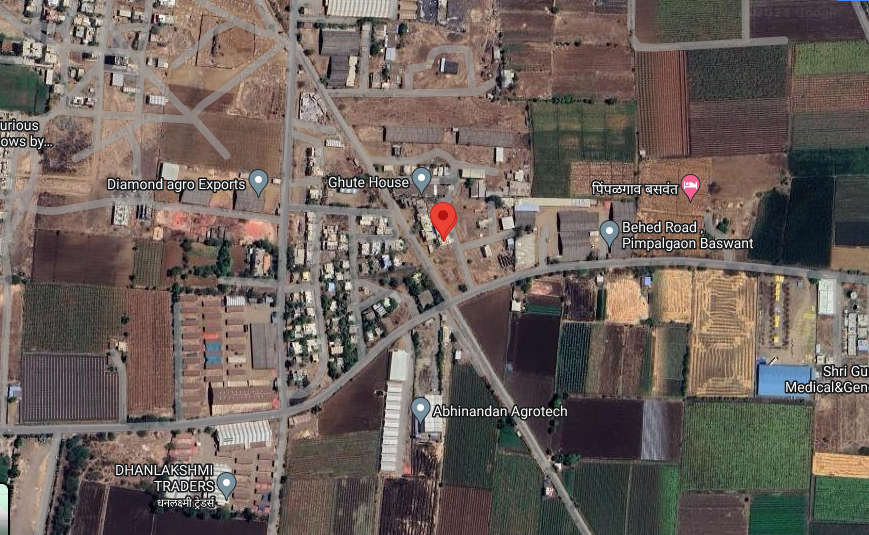 urious
ows by...
Diamond agro Exports
Ghute House
पिंपळगाव बसवंत
Behed Road ,
Pimpalgaon Baswant
Shri Gu
Medical&Gen
Abhinandan Agrotech
DHANLAKSHMI
TRADERS
धनलक्ष्मी ट्रेडर्स